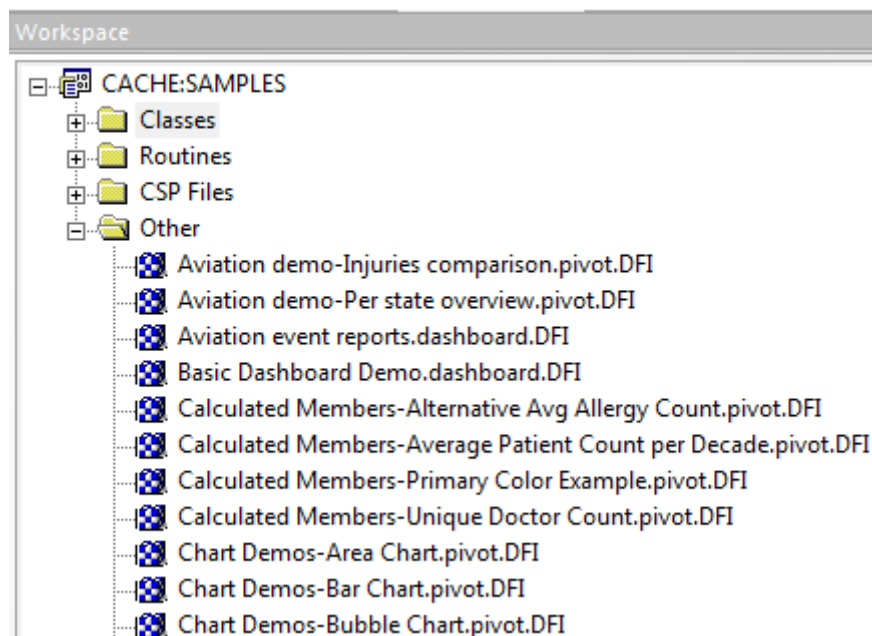 Workspace
CACHE:SAMPLES
Classes
Routines
CSP Files
Other
Aviation demo-Injuries comparison.pivot.DFI
Aviation demo-Per state overview.pivot.DFI
Aviation event reports.dashboard.DFI
Basic Dashboard Demo.dashboard.DFI
Calculated Members-Alternative Avg Allergy Count.pivot.DFI
Calculated Members-Average Patient Count per Decade.pivot.DFI
Calculated Members-Primary Color Example.pivot.DFI
Calculated Members-Unique Doctor Count.pivot.DFI
Chart Demos-Area Chart.pivot.DFI
Chart Demos-Bar Chart.pivot.DFI
Chart Demos-Bubble Chart.pivot.DFI